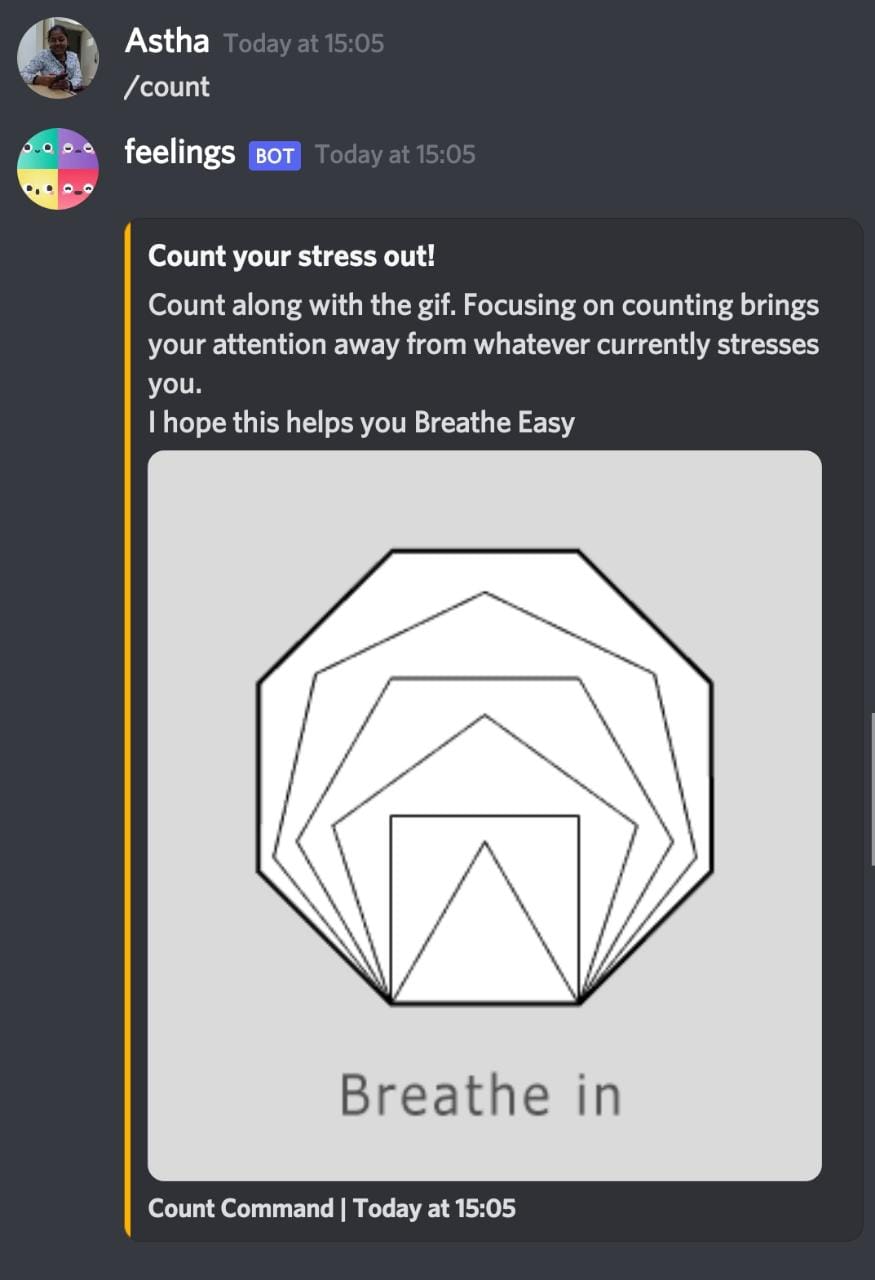 Astha Today at 15:05
/count
feelings BOT Today at 15:05
Count your stress out!
Count along with the gif. Focusing on counting brings
your attention away from whatever currently stresses
you.
I hope this helps you Breathe Easy
Breathe in
Count Command | Today at 15:05